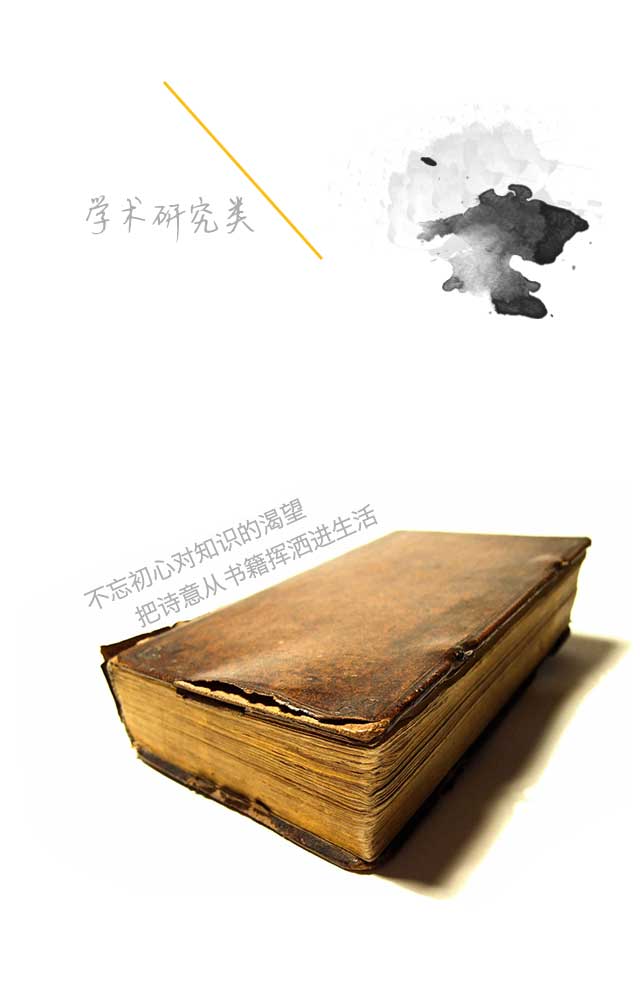 学术研究类
不忘初心对知识的渴望
把诗意从书籍挥洒进生活